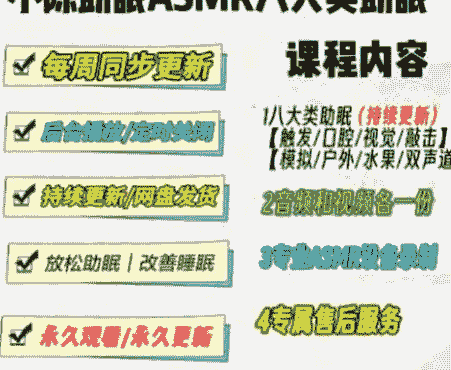 小妹助眠ASMR八大类助眠
每周同步更新
后台播放/定时关闭
持续更新/网盘发货
放松助眠|改善睡眠
永久观看/永久更新
课程内容
1八大类助眠(持续更新)
【触发/口腔/视觉/敲击】
【模拟/户外/水果/双声道
2音频和视频各一份
3专业ASMR设备录制
4专属售后服务